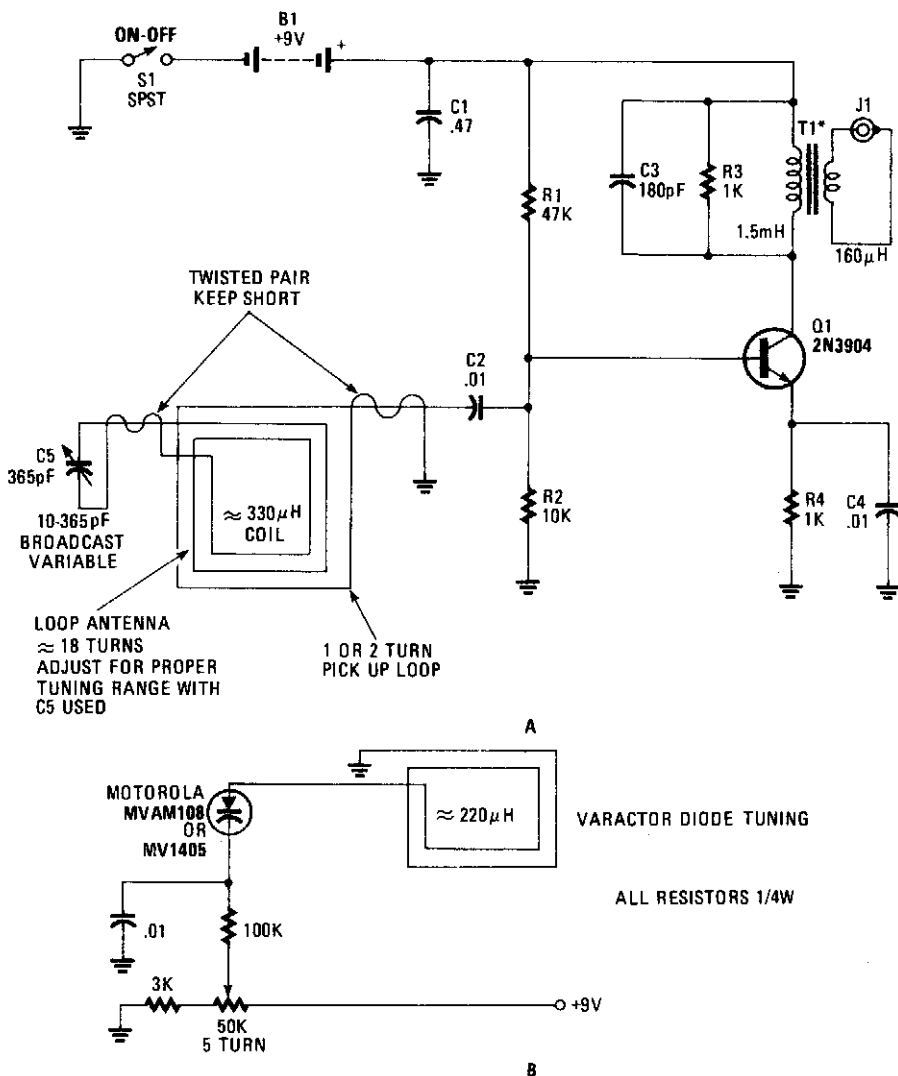 ON-OFF
S1
SPST
B1
+9V
+
C1
.47
R1
47K
C3
180pF
R3
1K
T1*
J1
1.5mH
160μH
Q1
2N3904
TWISTED PAIR
KEEP SHORT
C2
.01
C5
365pF
10-365pF
BROADCAST
VARIABLE
≈ 330μH
COIL
R2
10K
R4
1K
C4
.01
LOOP ANTENNA
≈ 18 TURNS
ADJUST FOR PROPER
TUNING RANGE WITH
C5 USED
1 OR 2 TURN
PICK UP LOOP
A
MOTOROLA
MVAM108
OR
MV1405
≈ 220μH
VARACTOR DIODE TUNING
ALL RESISTORS 1/4W
.01
100K
3K
50K
5 TURN
+9V
B